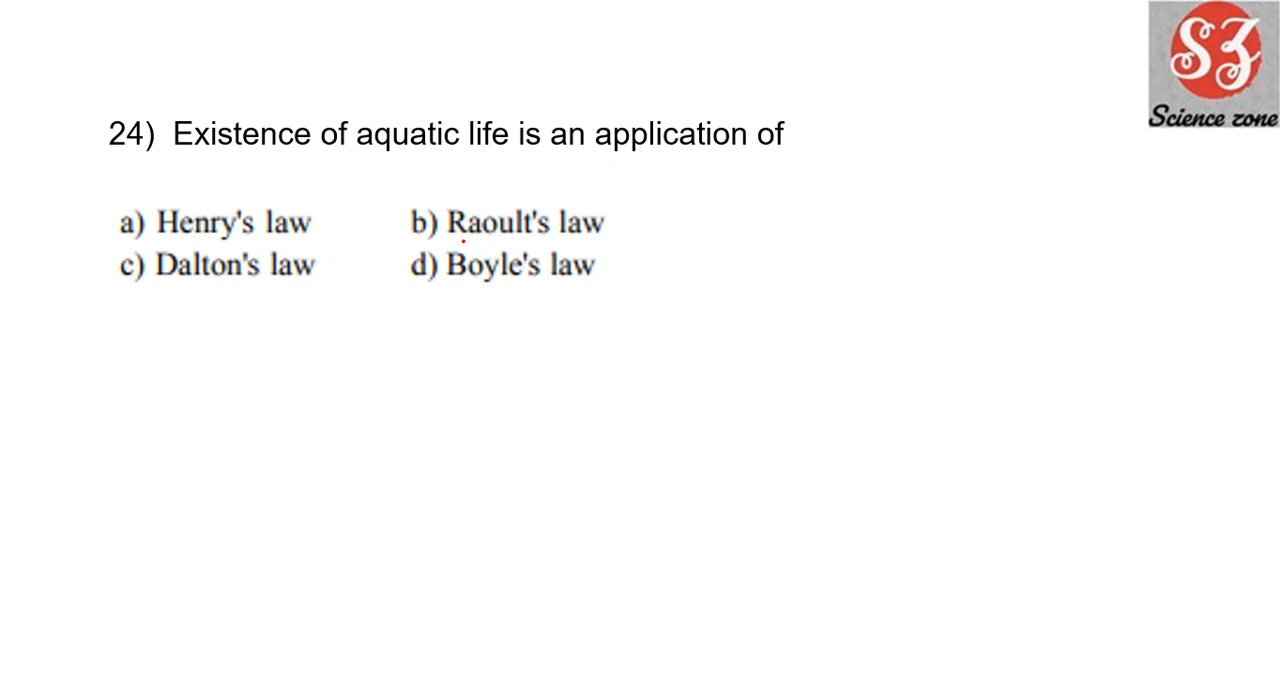 SZ
Science zone
24) Existence of aquatic life is an application of
a) Henry's law b) Raoult's law
c) Dalton's law d) Boyle's law